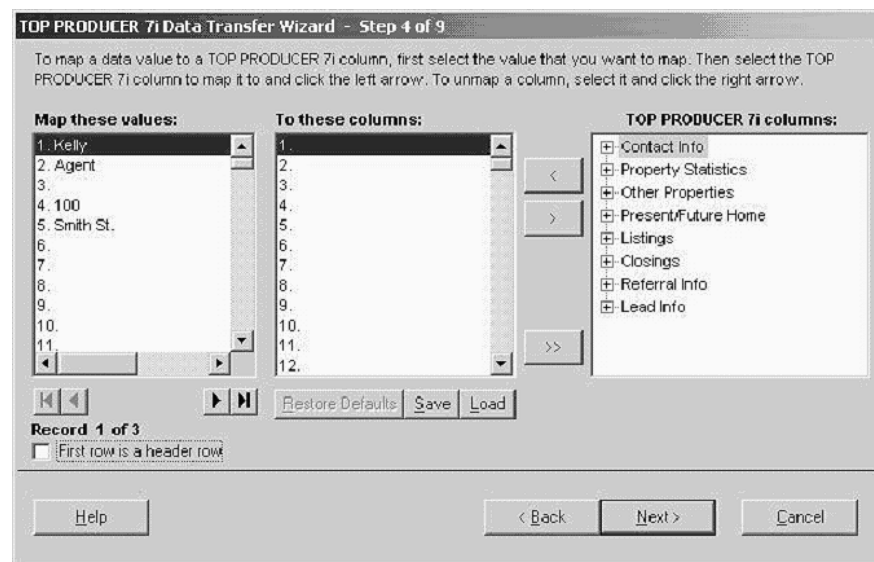 TOP PRODUCER 7i Data Transfer Wizard - Step 4 of 9
To map a data value to a TOP PRODUCER 7i column, first select the value that you want to map. Then select the TOP
PRODUCER 7i column to map it to and click the left arrow. To unmap a column, select it and click the right arrow.
Map these values:
1. Kelly
2. Agent
3.
4. 100
5. Smith St.
6.
7.
8.
9.
10.
11.
To these columns:
1.
2.
3.
4.
5.
6.
7.
8.
9.
10.
11.
12.
<
>
>>
TOP PRODUCER 7i columns:
Contact Info
Property Statistics
Other Properties
Present/Future Home
Listings
Closings
Referral Info
Lead Info
Restore Defaults Save Load
Record 1 of 3
First row is a header row
Help < Back Next > Cancel